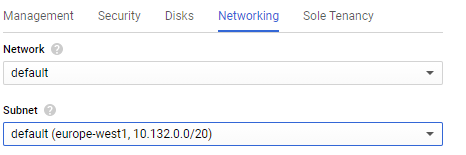 Management Security Disks Networking Sole Tenancy
Network ?
default
Subnet ?
default (europe-west1, 10.132.0.0/20)